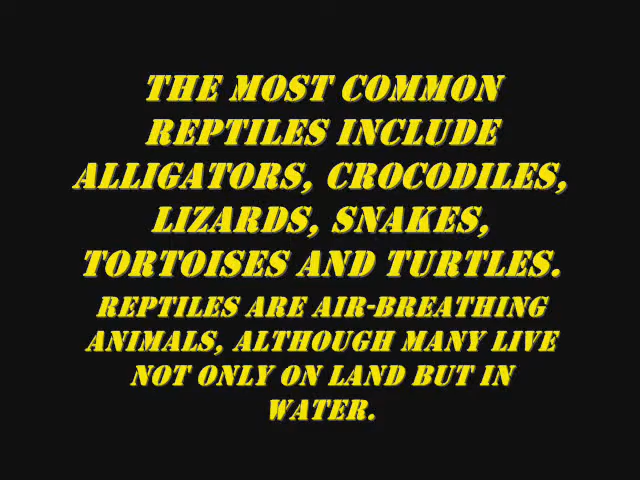 THE MOST COMMON
REPTILES INCLUDE
ALLIGATORS, CROCODILES,
LIZARDS, SNAKES,
TORTOISES AND TURTLES.
REPTILES ARE AIR-BREATHING
ANIMALS, ALTHOUGH MANY LIVE
NOT ONLY ON LAND BUT IN
WATER.